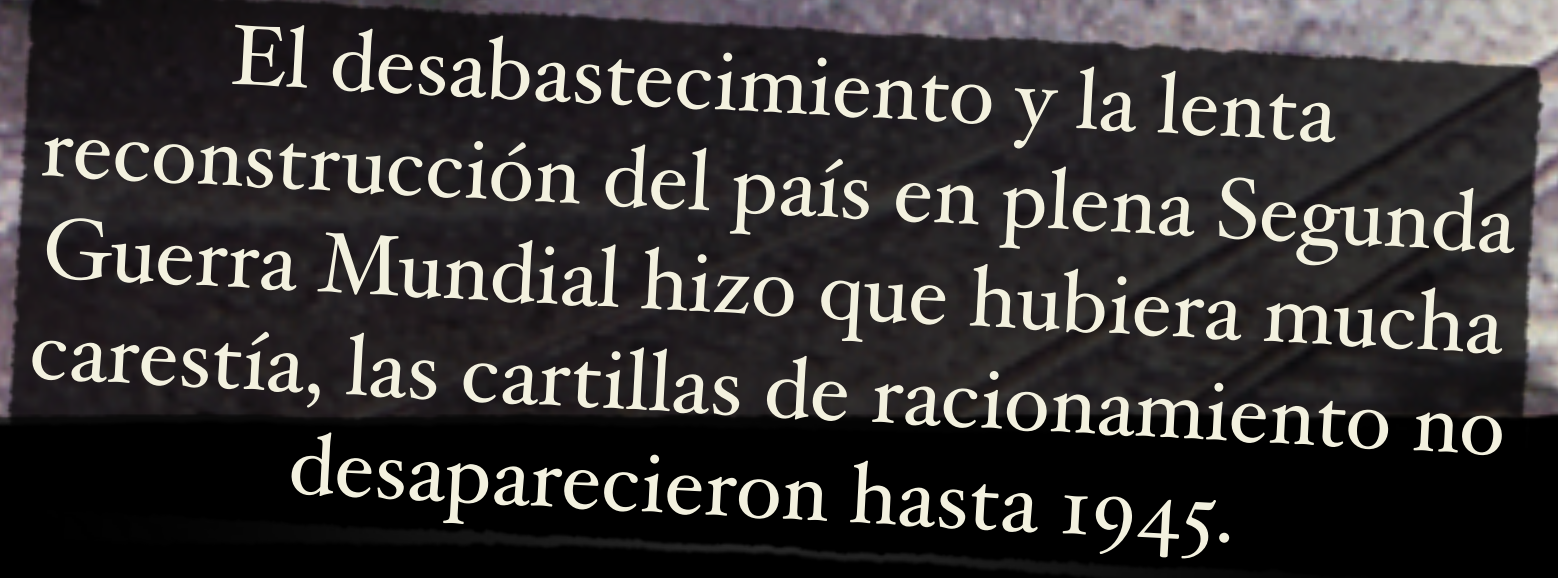 El desabastecimiento y la lenta
reconstrucción del país en plena Segunda
Guerra Mundial hizo que hubiera mucha
carestía, las cartillas de racionamiento no
desaparecieron hasta 1945.